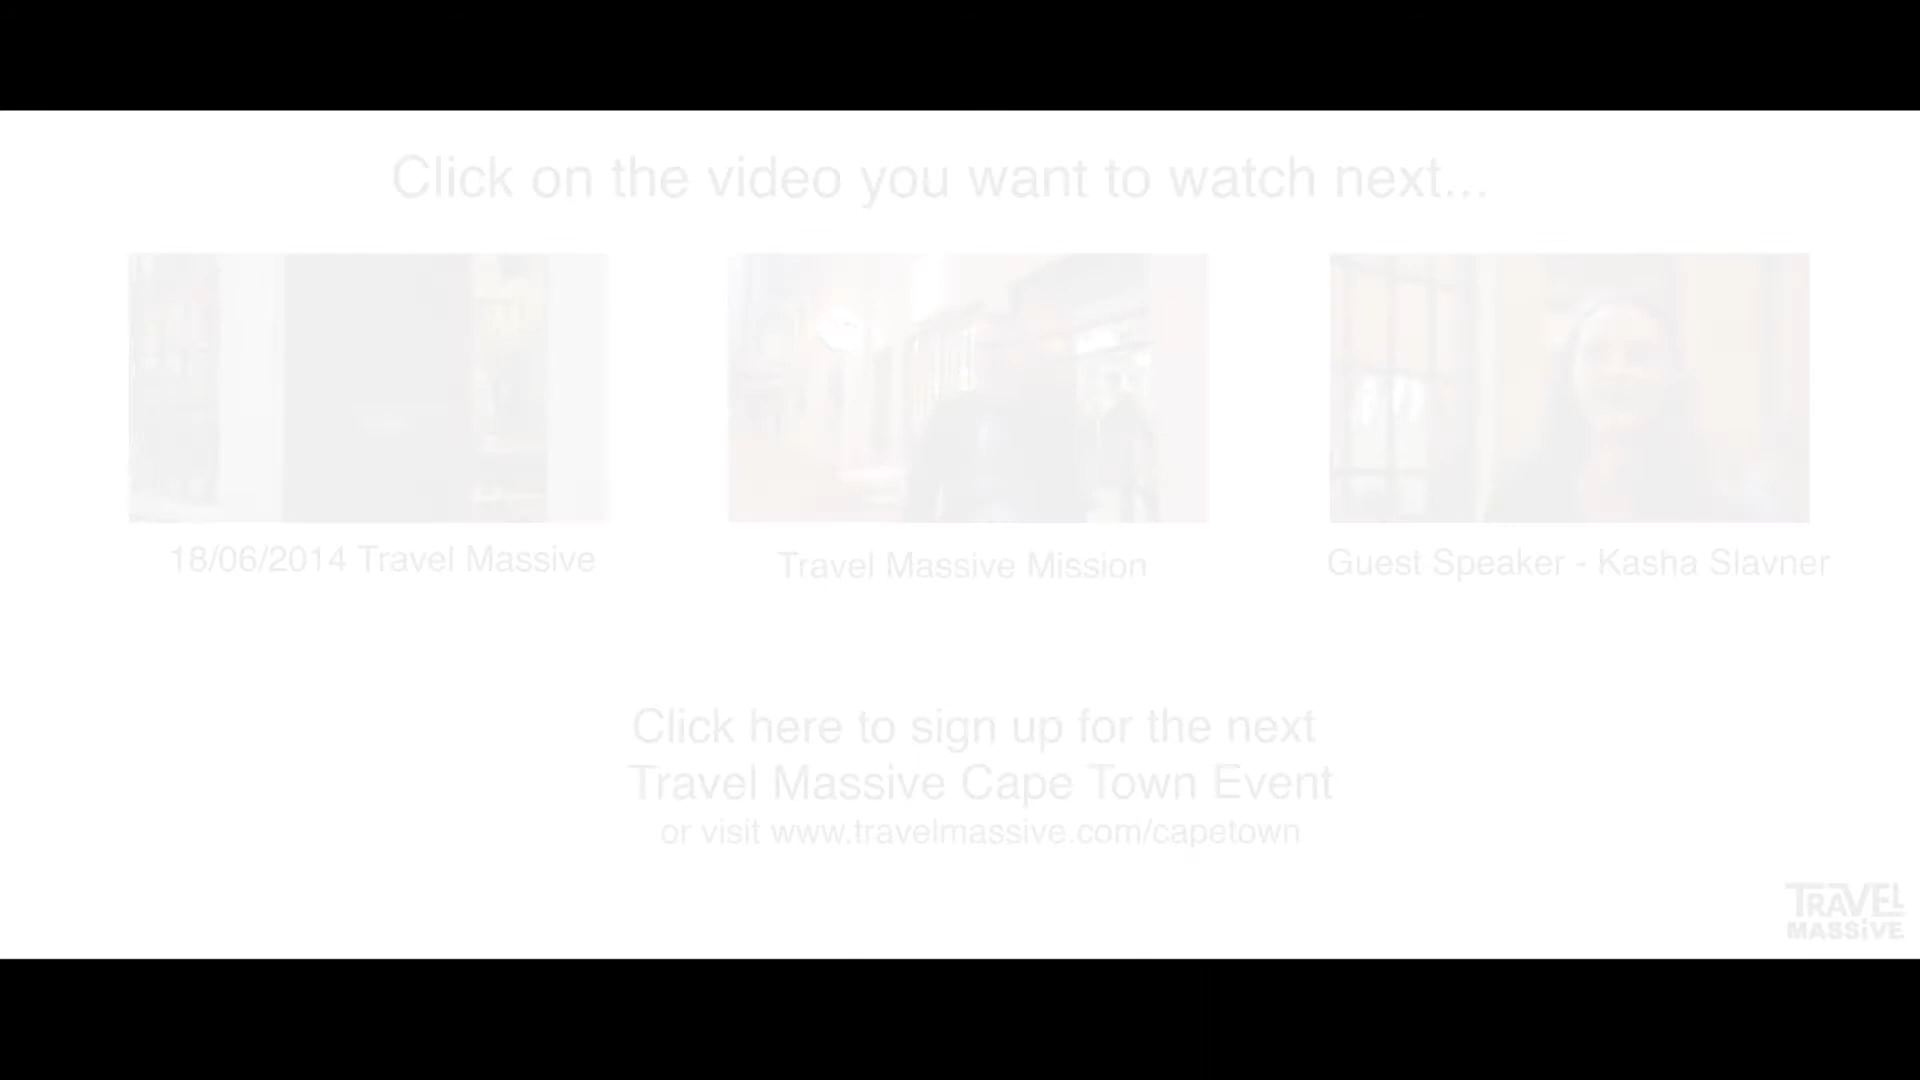 Click on the video you want to watch next...
18/06/2014 Travel Massive
Travel Massive Mission
Guest Speaker - Kasha Slavner
Click here to sign up for the next
Travel Massive Cape Town Event
or visit www.travelmassive.com/capetown
TRAVEL
MASSiVE